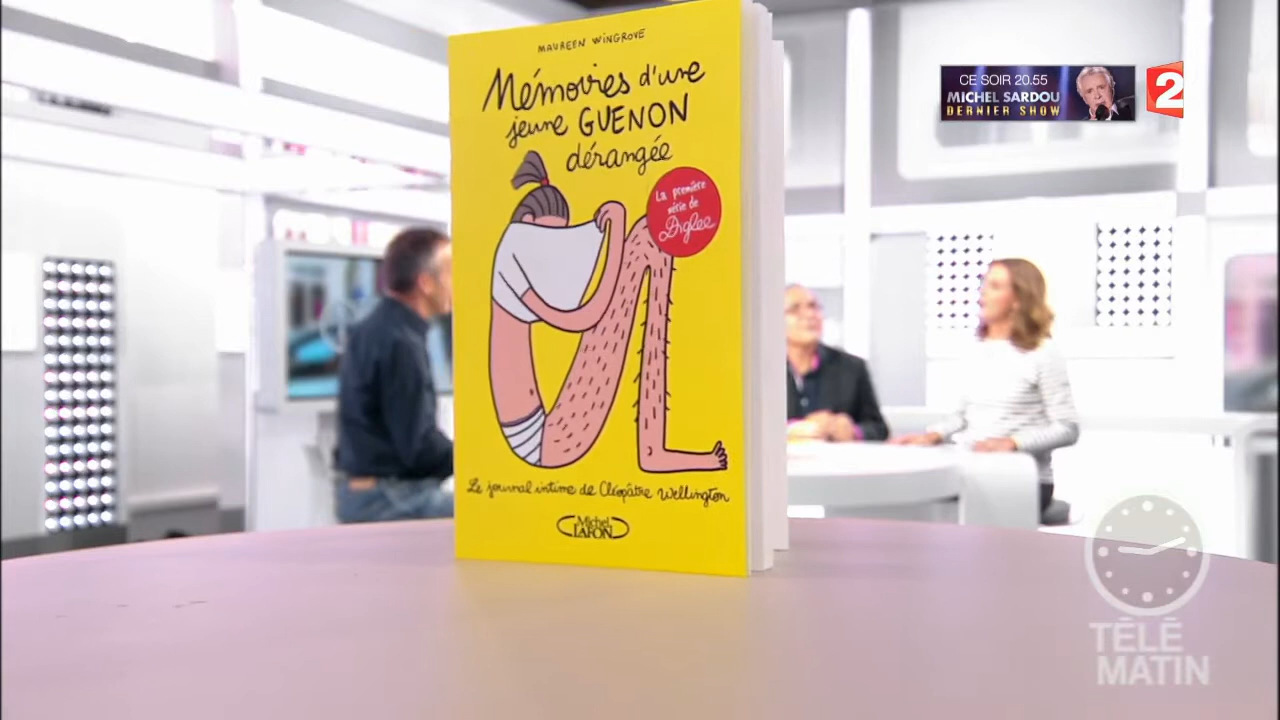 MAUREEN WINGROVE
Mémoires d'une
jeune GUENON
dérangée
La première
série de
Diglee
Le journal intime de Cléopâtre Wellington
Michel
LAFON
CE SOIR 20.55
MICHEL SARDOU
DERNIER SHOW
2
TÉLÉ
MATIN